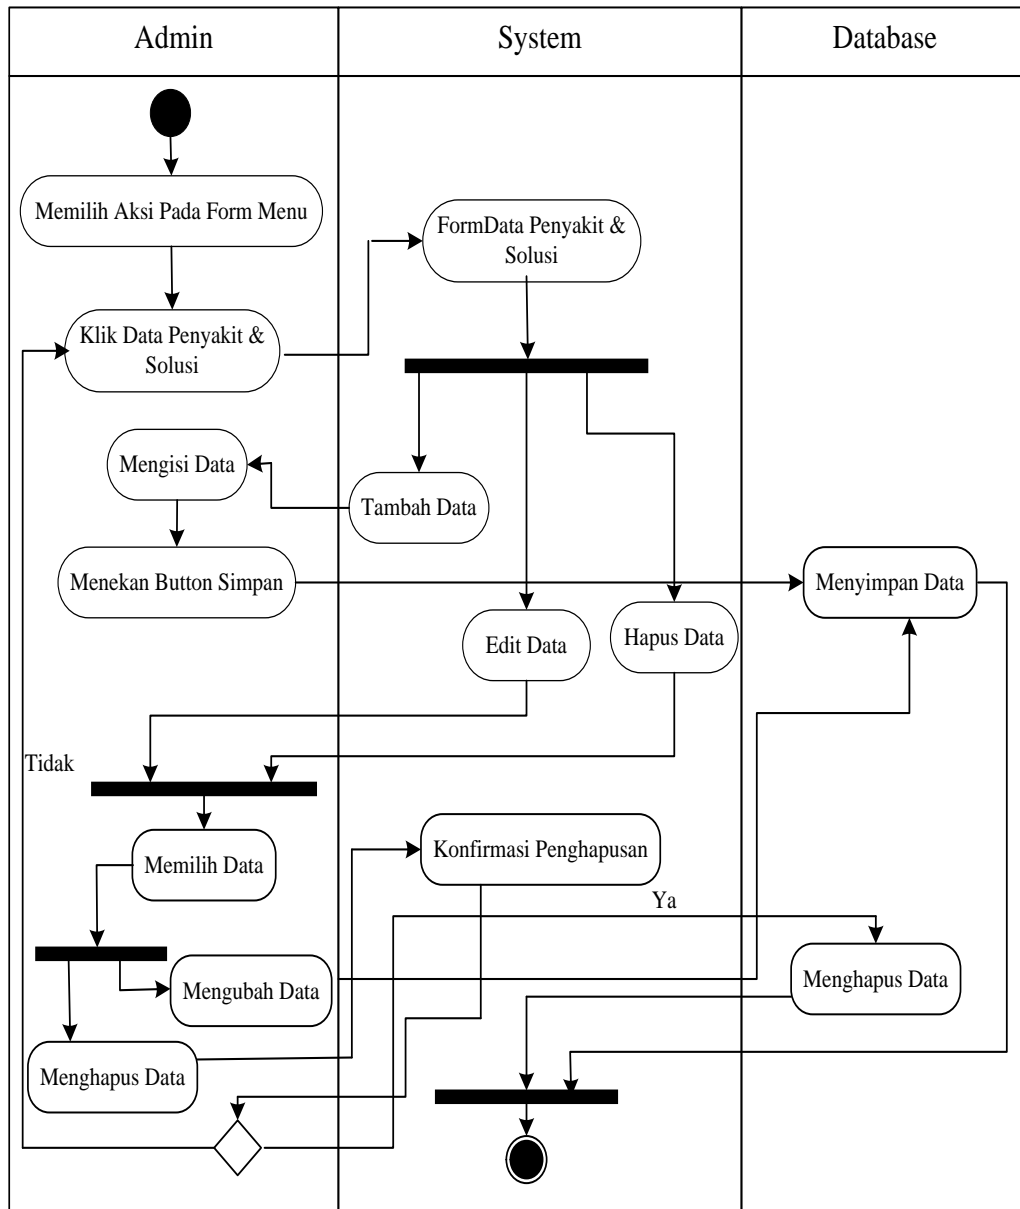 Admin
System
Database
Memilih Aksi Pada Form Menu
FormData Penyakit &
Solusi
Klik Data Penyakit &
Solusi
Mengisi Data
Tambah Data
Menekan Button Simpan
Menyimpan Data
Edit Data
Hapus Data
Tidak
Memilih Data
Konfirmasi Penghapusan
Ya
Mengubah Data
Menghapus Data
Menghapus Data